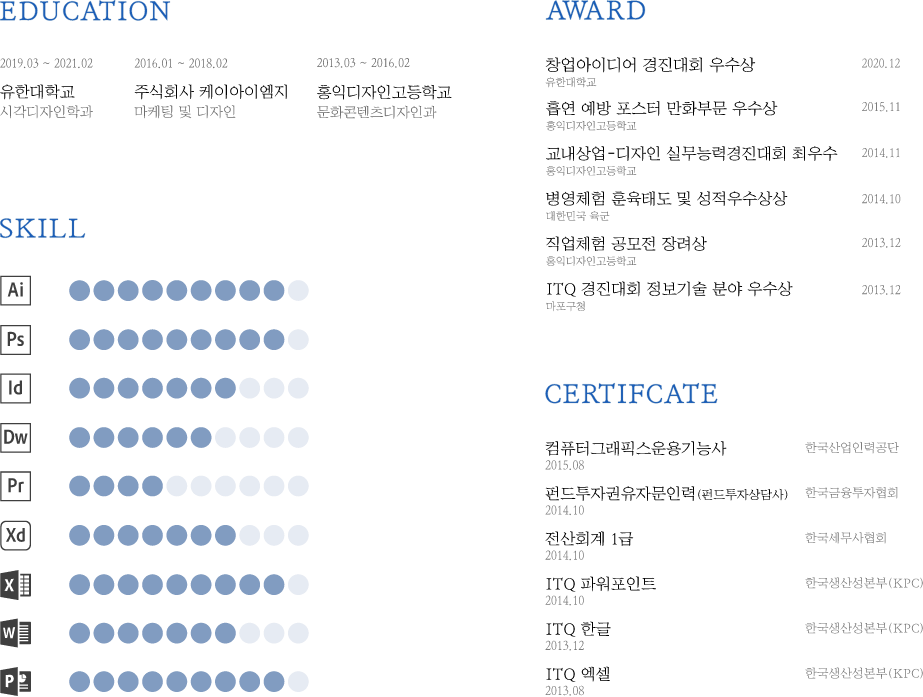 EDUCATION
2019.03 ~ 2021.02
유한대학교
시각디자인학과
2016.01 ~ 2018.02
주식회사 케이아이엠지
마케팅 및 디자인
2013.03 ~ 2016.02
홍익디자인고등학교
문화콘텐츠디자인과
SKILL
Ai
Ps
Id
Dw
Pr
Xd
X
W
P
AWARD
창업아이디어 경진대회 우수상 2020.12
유한대학교
흡연 예방 포스터 만화부문 우수상 2015.11
홍익디자인고등학교
교내상업-디자인 실무능력경진대회 최우수 2014.11
홍익디자인고등학교
병영체험 훈육태도 및 성적우수상상 2014.10
대한민국 육군
직업체험 공모전 장려상 2013.12
홍익디자인고등학교
ITQ 경진대회 정보기술 분야 우수상 2013.12
마포구청
CERTIFCATE
컴퓨터그래픽스운용기능사 한국산업인력공단
2015.08
펀드투자권유자문인력(펀드투자상담사) 한국금융투자협회
2014.10
전산회계 1급 한국세무사협회
2014.10
ITQ 파워포인트 한국생산성본부(KPC)
2014.10
ITQ 한글 한국생산성본부(KPC)
2013.12
ITQ 엑셀 한국생산성본부(KPC)
2013.08